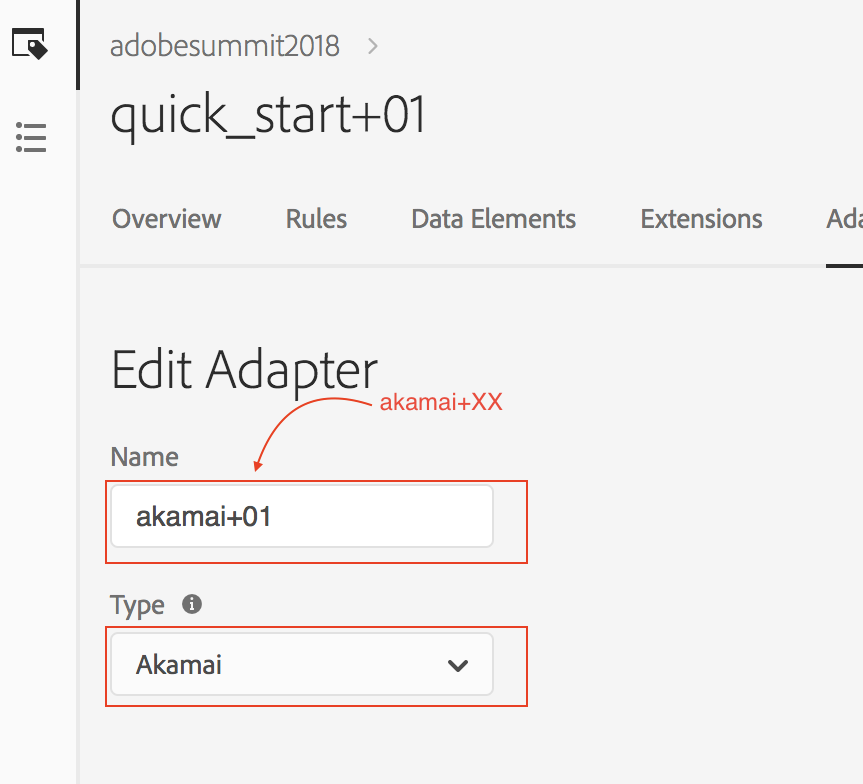 adobesummit2018
quick_start+01
Overview Rules Data Elements Extensions Ada
Edit Adapter
akamai+XX
Name
akamai+01
Type
Akamai